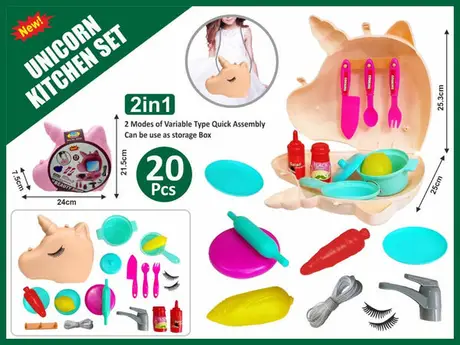 New!
UNICORN
KITCHEN SET
2in1
2 Modes of Variable Type Quick Assembly
Can be use as storage Box
20
Pcs
7.5cm
24cm
21.5cm
25.3cm
25cm